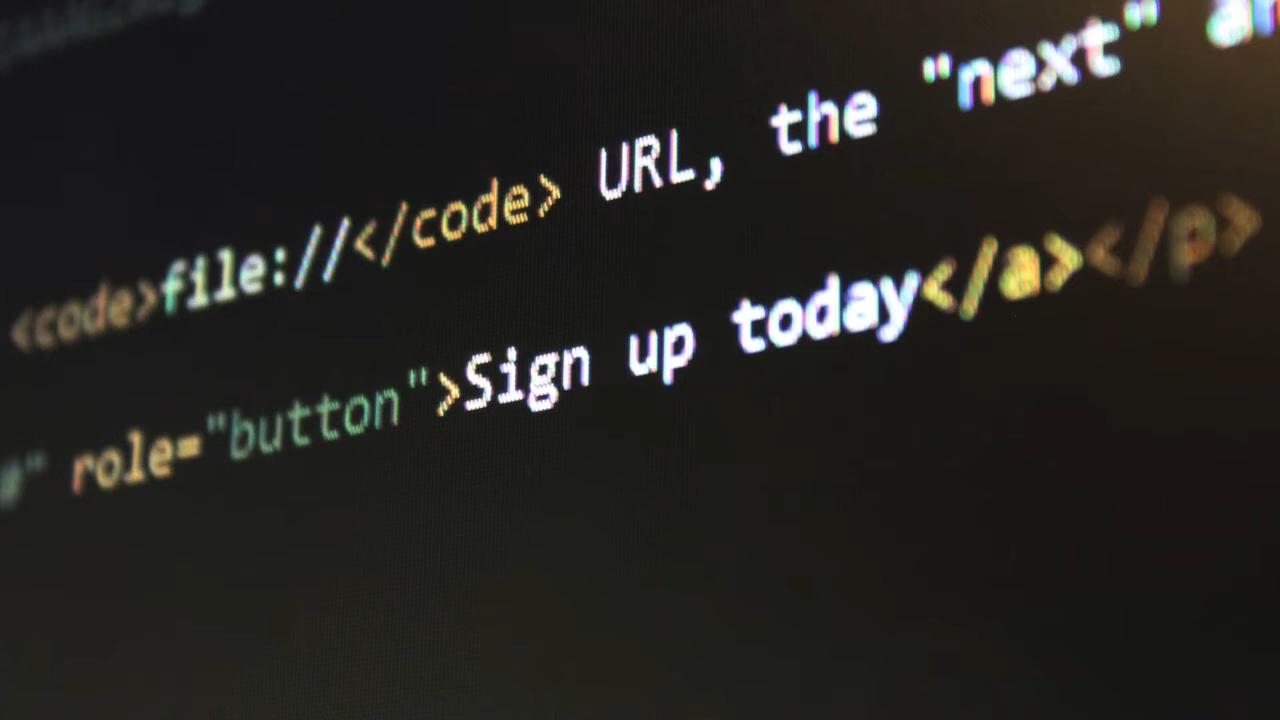 <code>file://</code> URL, the "next"
#" role="button">Sign up today</a></p>